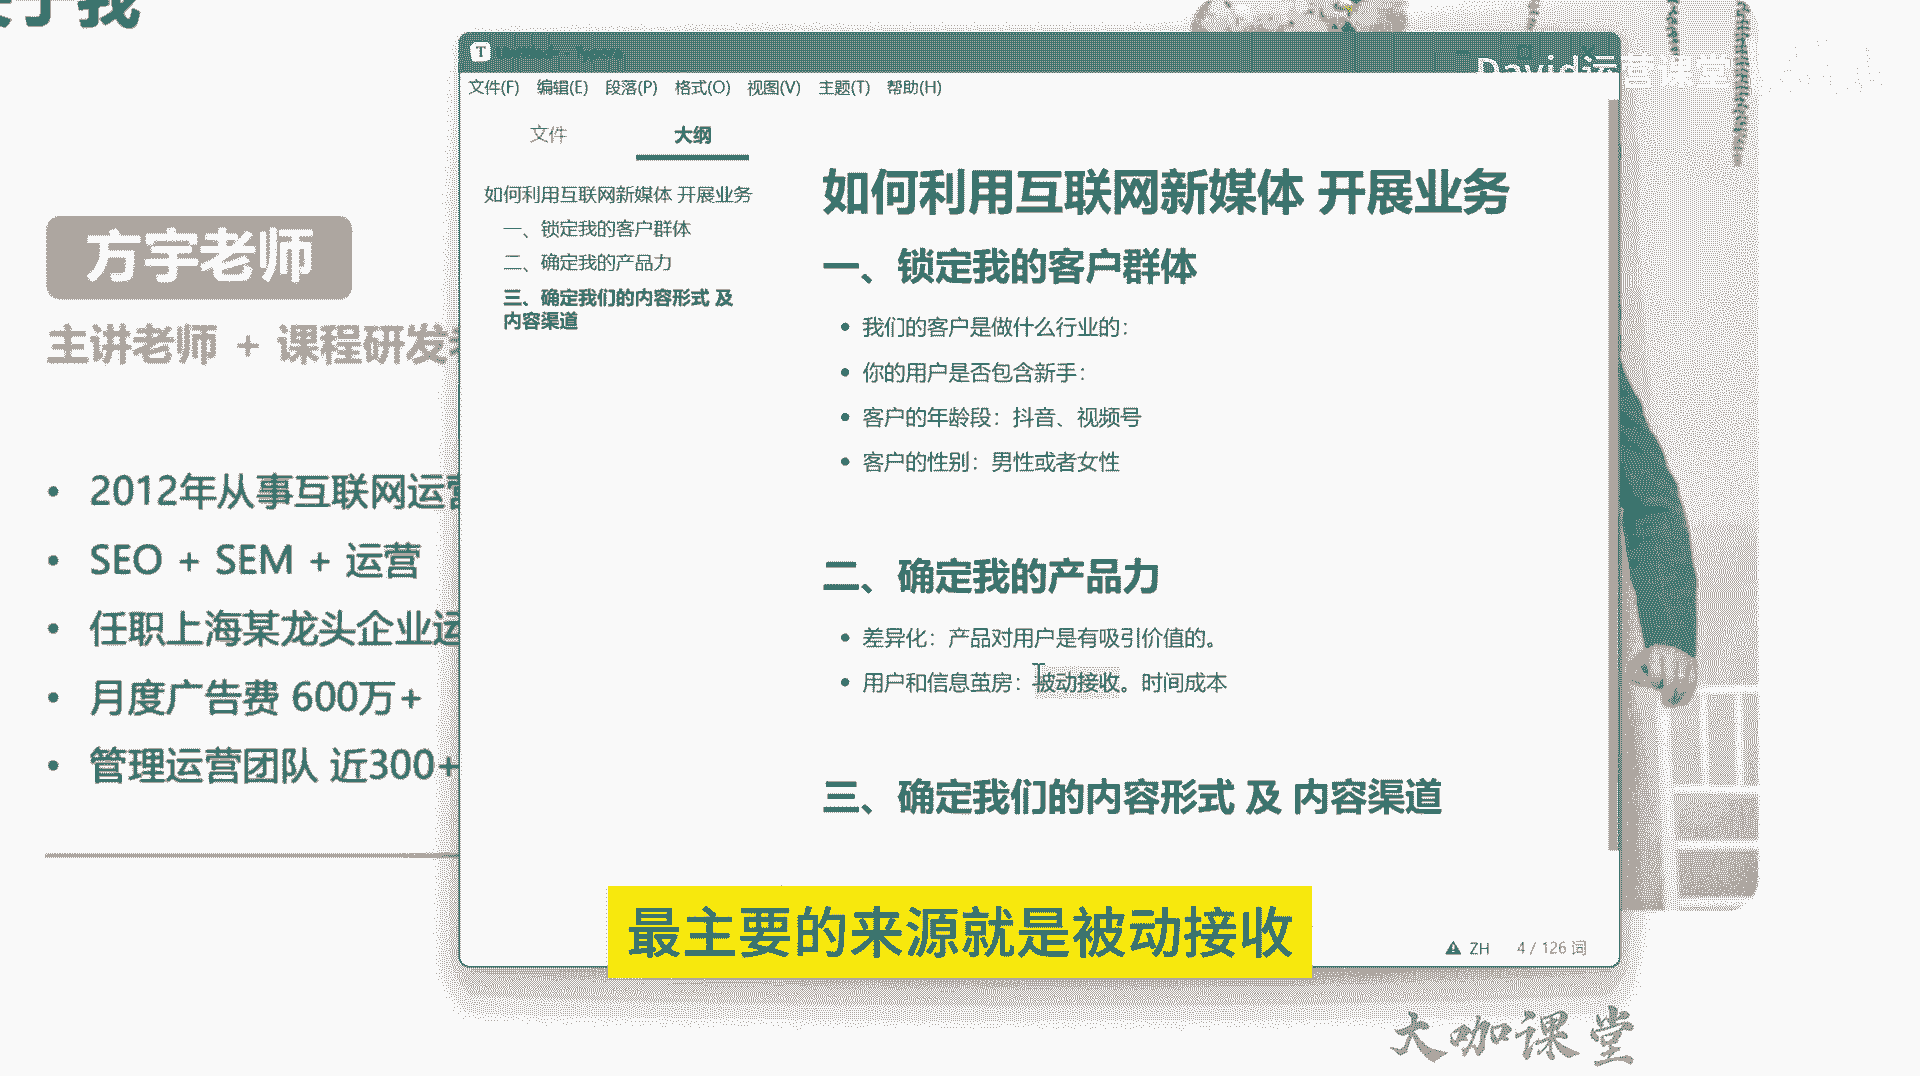 方宇老师
主讲老师 + 课程研发
2012年从事互联网运营
SEO + SEM + 运营
任职上海某龙头企业运
月度广告费 600万+
管理运营团队 近300+
T
David运营课堂
文件(F) 编辑(E) 段落(P) 格式(O) 视图(V) 主题(T) 帮助(H)
文件 大纲
如何利用互联网新媒体 开展业务
一、锁定我的客户群体
二、确定我的产品力
三、确定我们的内容形式 及
内容渠道
如何利用互联网新媒体 开展业务
一、锁定我的客户群体
我们的客户是做什么行业的：
你的用户是否包含新手：
客户的年龄段：抖音、视频号
客户的性别：男性或者女性
二、确定我的产品力
差异化：产品对用户是有吸引价值的。
用户和信息茧房：被动接收。时间成本
三、确定我们的内容形式 及 内容渠道
最主要的来源就是被动接收
ZH 4 / 126 词
大咖课堂